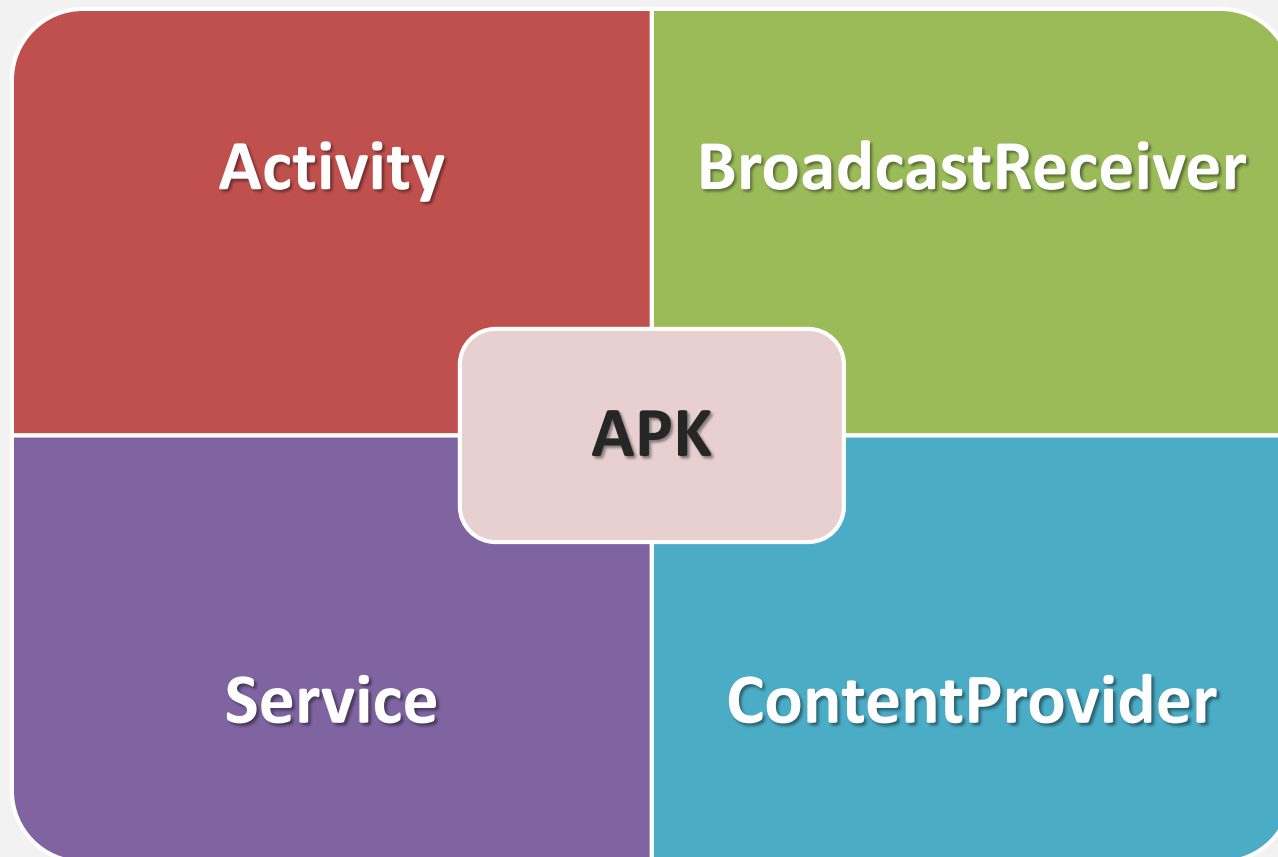 Activity
BroadcastReceiver
APK
Service
ContentProvider